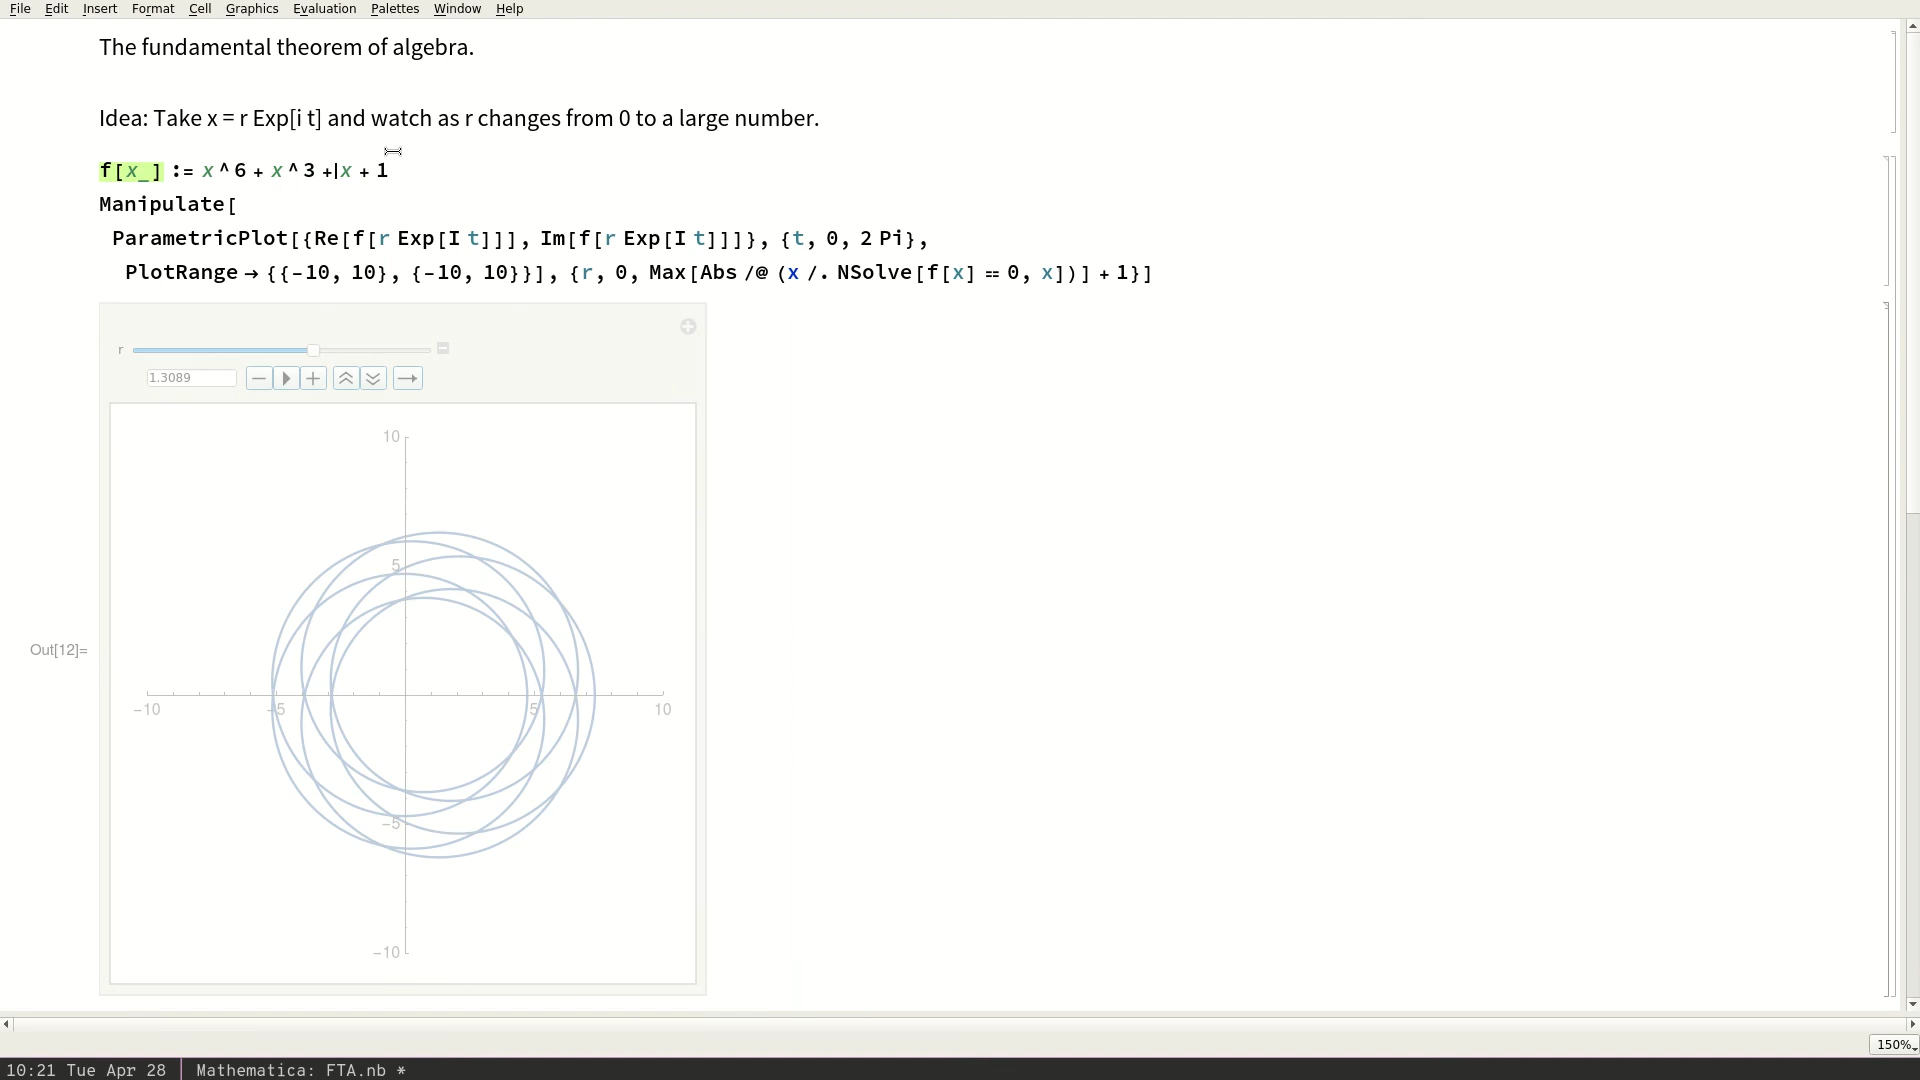 File Edit Insert Format Cell Graphics Evaluation Palettes Window Help
The fundamental theorem of algebra.
Idea: Take x = r Exp[i t] and watch as r changes from 0 to a large number.
f[x_] := x^6 + x^3 + x + 1
Manipulate[
ParametricPlot[{Re[f[r Exp[I t]]], Im[f[r Exp[I t]]]}, {t, 0, 2 Pi},
PlotRange → {{-10, 10}, {-10, 10}}], {r, 0, Max[Abs /@ (x /. NSolve[f[x] == 0, x])] + 1}]
r
1.3089
10
5
Out[12]=
-10 -5 5 10
-5
-10
150%
10:21 Tue Apr 28 | Mathematica: FTA.nb *